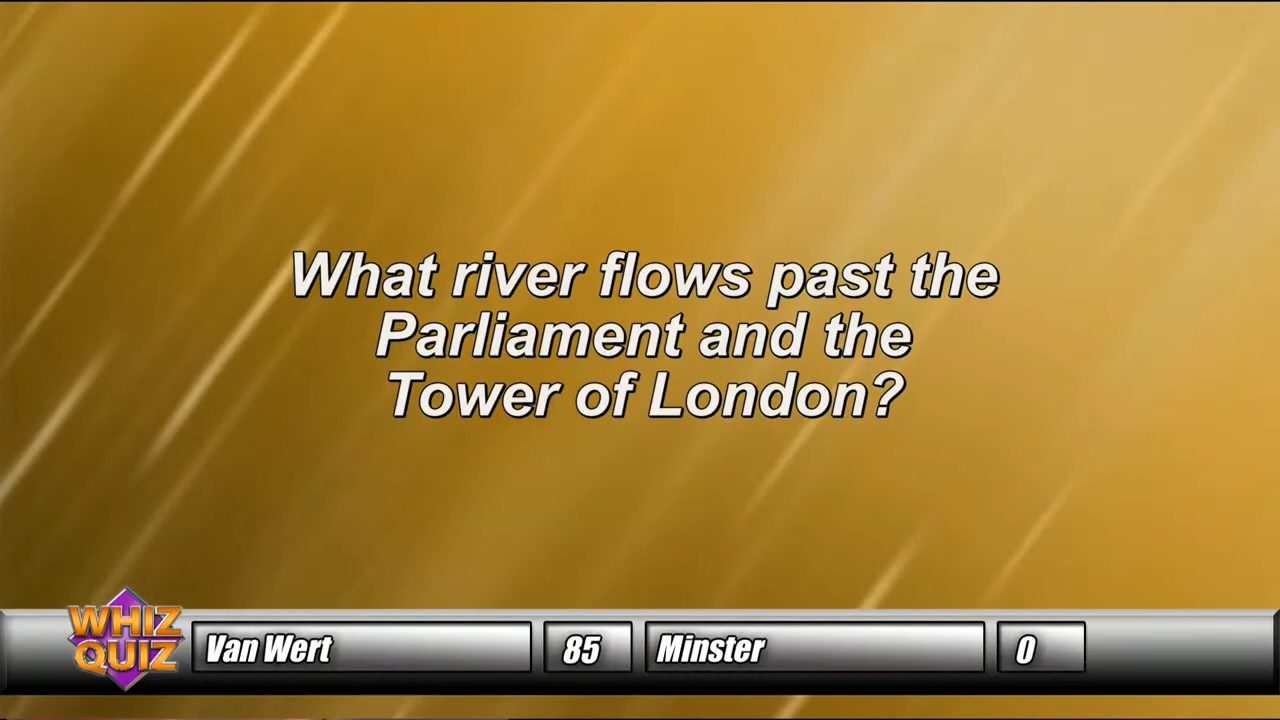 What river flows past the
Parliament and the
Tower of London?
WHIZ
QUIZ
Van Wert
85
Minster
0